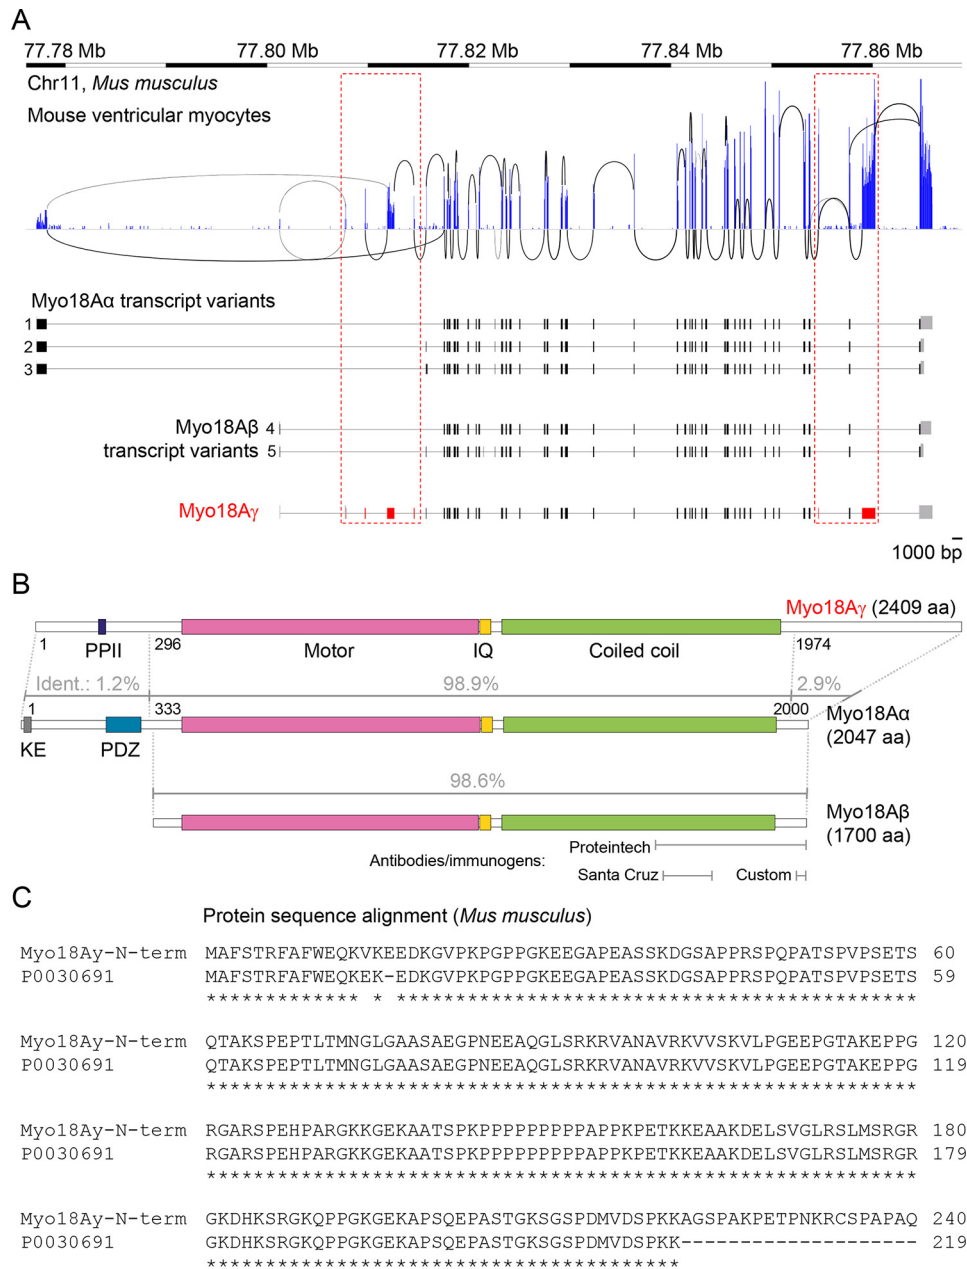 A
77.78 Mb 77.80 Mb 77.82 Mb 77.84 Mb 77.86 Mb
Chr11, Mus musculus
Mouse ventricular myocytes
Myo18Aα transcript variants
1
2
3
Myo18Aβ 4
transcript variants 5
Myo18Aγ
1000 bp
B
Myo18Aγ (2409 aa)
1 PPII 296 Motor IQ Coiled coil 1974
Ident.: 1.2% 98.9% 2.9%
1 333 2000 Myo18Aα
KE PDZ (2047 aa)
98.6%
Myo18Aβ
(1700 aa)
Antibodies/immunogens: Proteintech
Santa Cruz Custom
C
Protein sequence alignment (Mus musculus)
Myo18Ay-N-term MAFSTRFAFWEQKVKEEDKGVPKPGPPGKEEGAPEASSKDGSAPPRSPQPATSPVPSETS 60
P0030691 MAFSTRFAFWEQKEK-EDKGVPKPGPPGKEEGAPEASSKDGSAPPRSPQPATSPVPSETS 59
************* * ********************************************
Myo18Ay-N-term QTAKSPEPTLTMNGLGAASAEGPNEEAQGLSRKRVANAVRKVVSKVLPGEEPGTAKEPPG 120
P0030691 QTAKSPEPTLTMNGLGAASAEGPNEEAQGLSRKRVANAVRKVVSKVLPGEEPGTAKEPPG 119
************************************************************
Myo18Ay-N-term RGARSPEHPARGKKGEKAATSPKPPPPPPPPPAPPKPETKKEAAKDELSVGLRSLMSRGR 180
P0030691 RGARSPEHPARGKKGEKAATSPKPPPPPPPPPAPPKPETKKEAAKDELSVGLRSLMSRGR 179
************************************************************
Myo18Ay-N-term GKDHKSRGKQPPGKGEKAPSQEPASTGKSGSPDMVDSPKKAGSPAKPETPNKRCSPAPAQ 240
P0030691 GKDHKSRGKQPPGKGEKAPSQEPASTGKSGSPDMVDSPKK-------------------- 219
****************************************